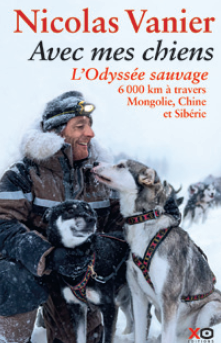 Nicolas Vanier
Avec mes chiens
L'Odyssée sauvage
6 000 km à travers
Mongolie, Chine
et Sibérie
XO
ÉDITIONS